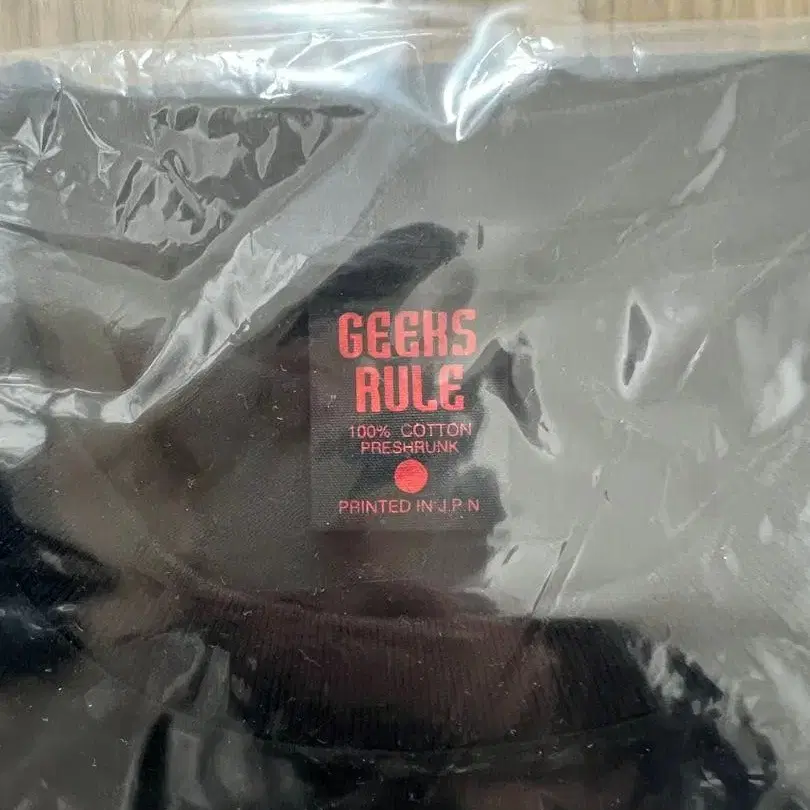 GEEKS
RULE
100% COTTON
PRESHRUNK
PRINTED IN J.P.N